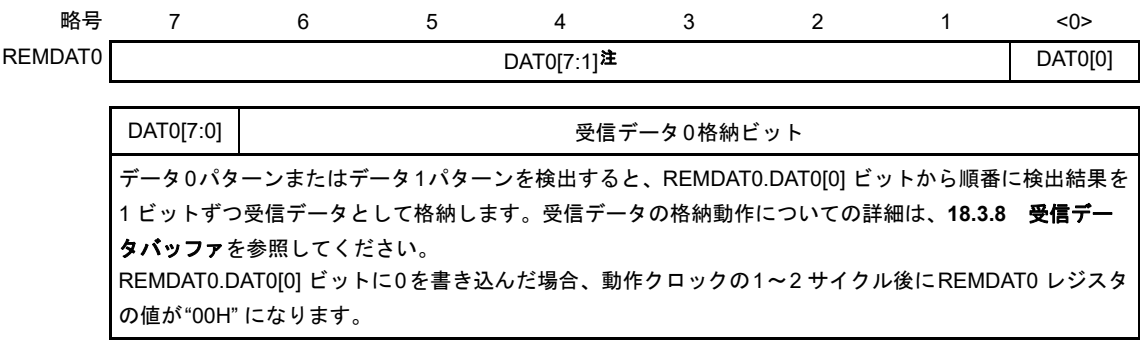 略号 7 6 5 4 3 2 1 <0>
REMDAT0 DAT0[7:1]注 DAT0[0]
DAT0[7:0] 受信データ0格納ビット
データ0パターンまたはデータ1パターンを検出すると、REMDAT0.DAT0[0] ビットから順番に検出結果を
1 ビットずつ受信データとして格納します。受信データの格納動作についての詳細は、18.3.8 受信デー
タバッファを参照してください。
REMDAT0.DAT0[0] ビットに0を書き込んだ場合、動作クロックの1～2 サイクル後にREMDAT0 レジスタ
の値が“00H” になります。